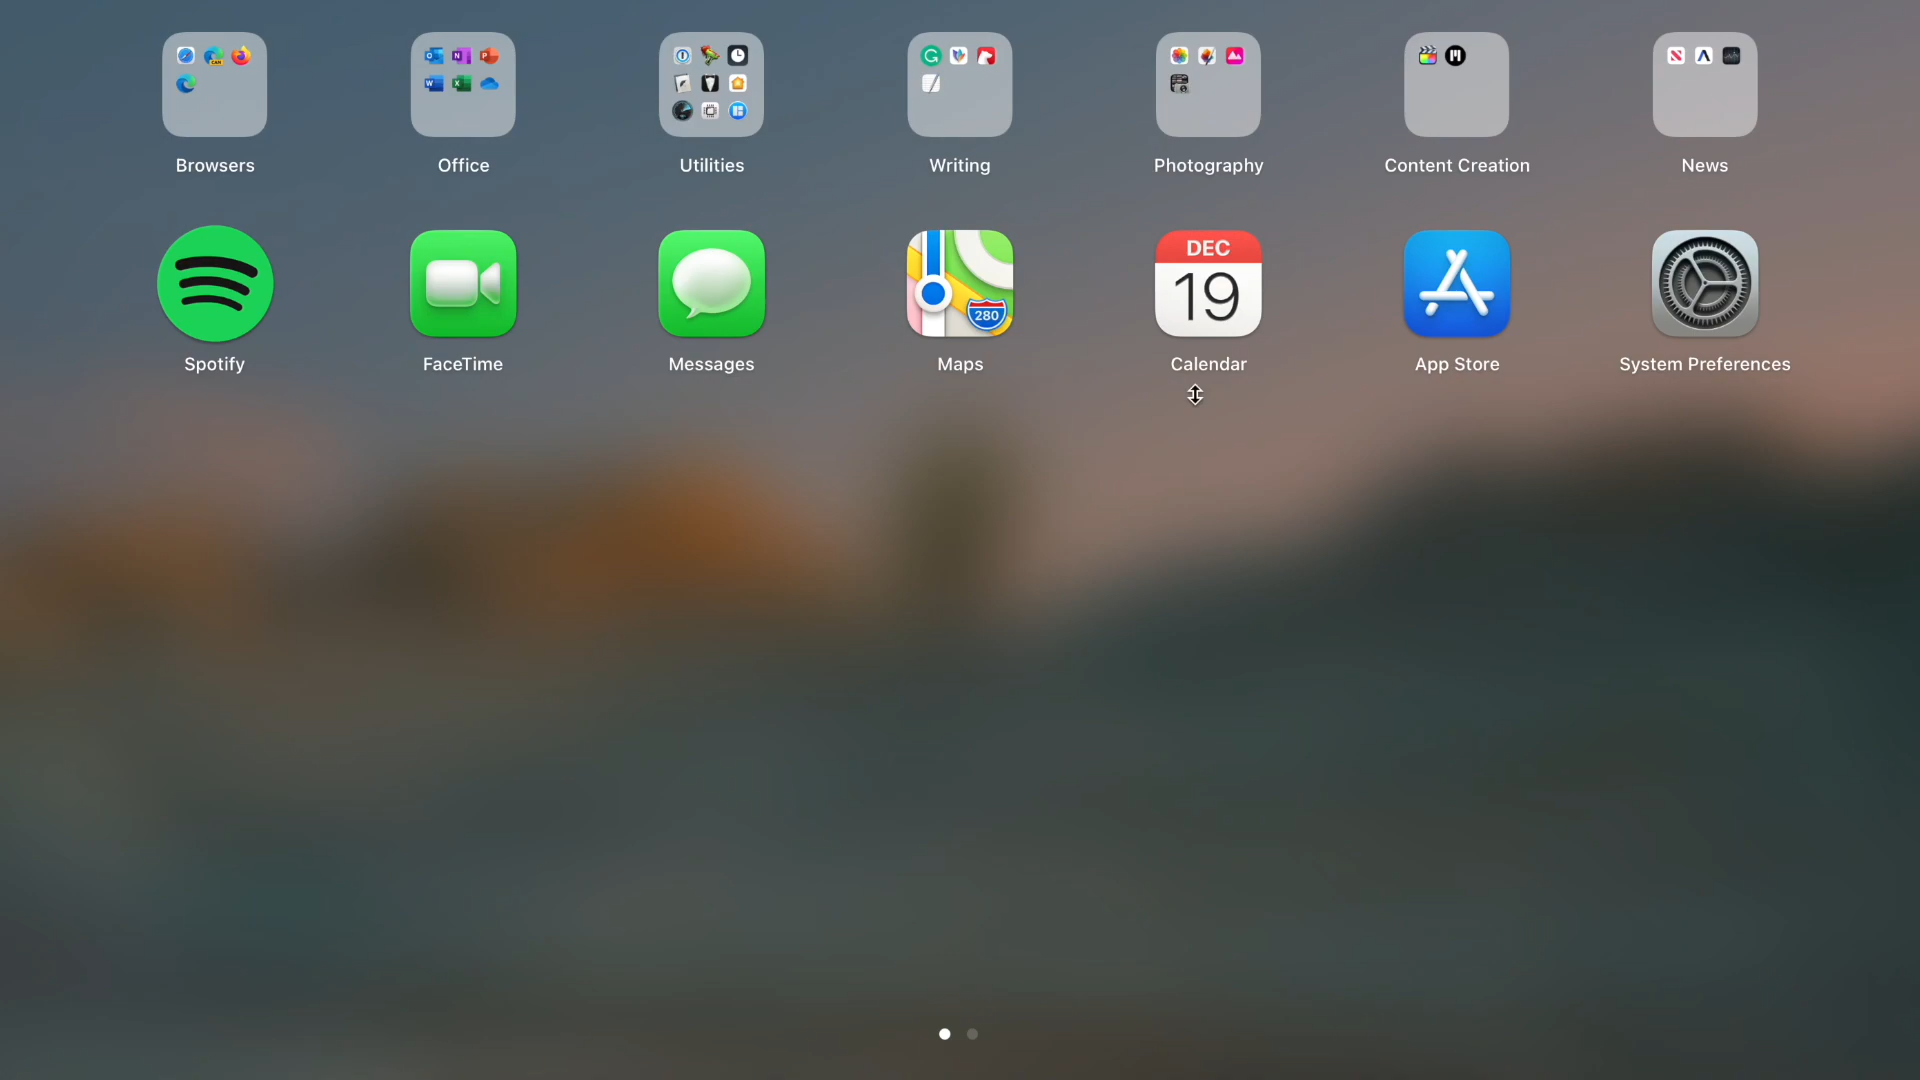 Browsers
Office
Utilities
Writing
Photography
Content Creation
News
DEC
19
280
Spotify
FaceTime
Messages
Maps
Calendar
App Store
System Preferences